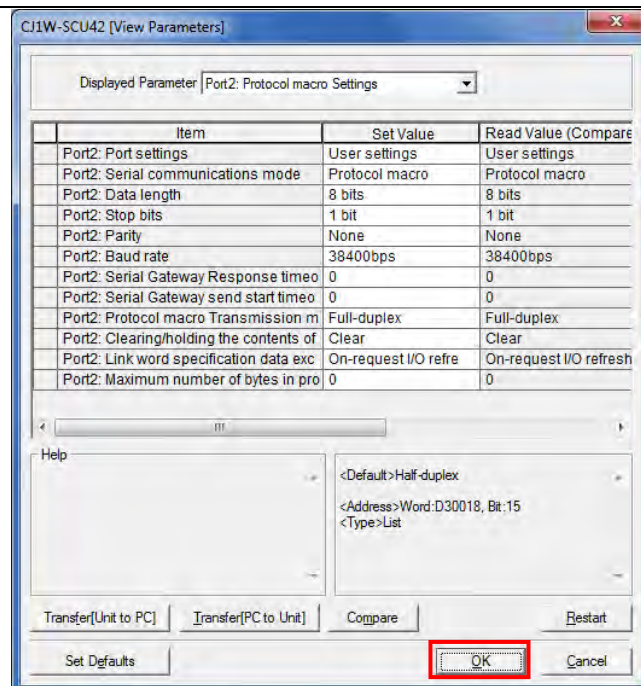 CJ1W-SCU42 [View Parameters]
Displayed Parameter Port2: Protocol macro Settings
Item Set Value Read Value (Compare
Port2: Port settings User settings User settings
Port2: Serial communications mode Protocol macro Protocol macro
Port2: Data length 8 bits 8 bits
Port2: Stop bits 1 bit 1 bit
Port2: Parity None None
Port2: Baud rate 38400bps 38400bps
Port2: Serial Gateway Response timeo 0 0
Port2: Serial Gateway send start timeo 0 0
Port2: Protocol macro Transmission m Full-duplex Full-duplex
Port2: Clearing/holding the contents of Clear Clear
Port2: Link word specification data exc On-request I/O refre On-request I/O refresh
Port2: Maximum number of bytes in pro 0 0
Help
<Default>Half-duplex
<Address>Word:D30018, Bit:15
<Type>List
Transfer[Unit to PC] Transfer[PC to Unit] Compare Restart
Set Defaults OK Cancel